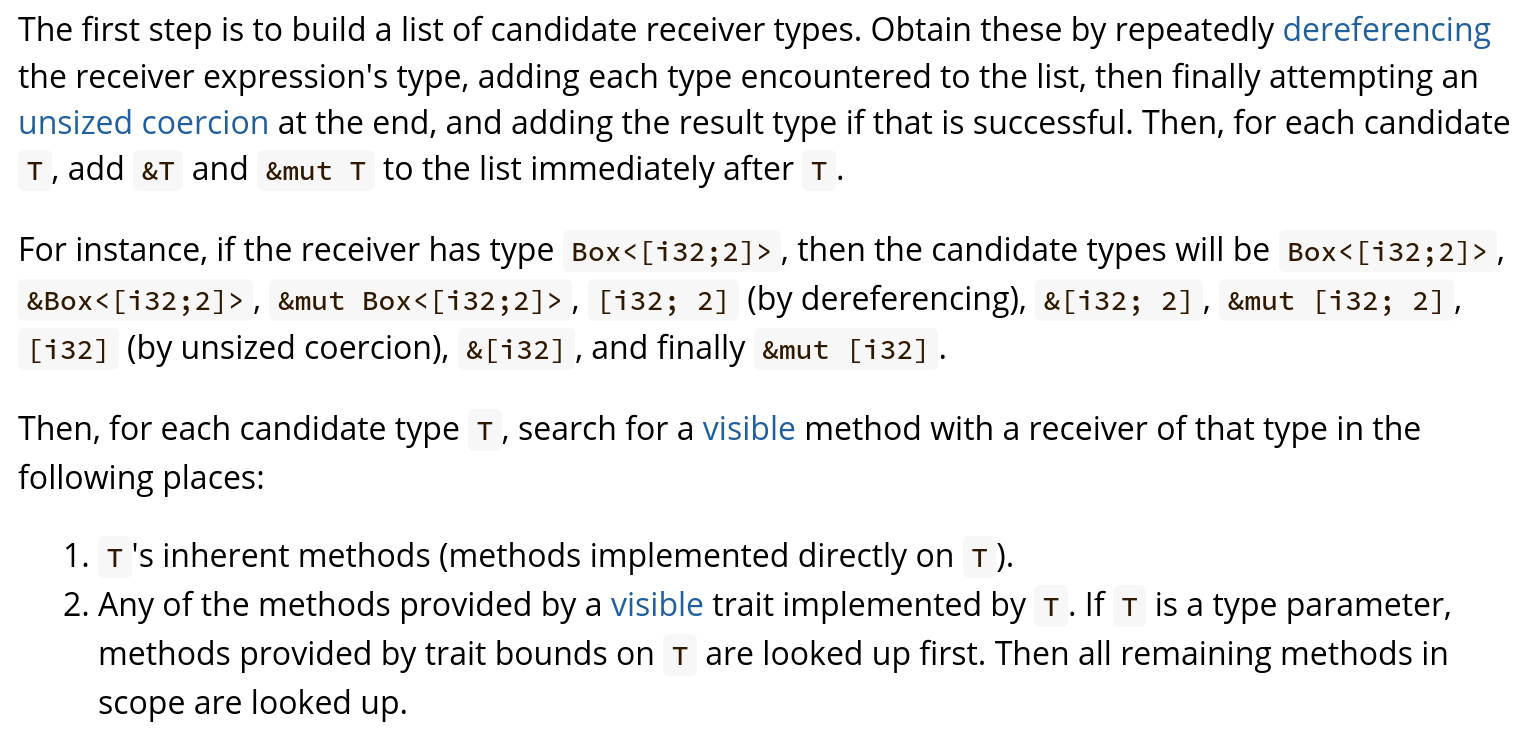 The first step is to build a list of candidate receiver types. Obtain these by repeatedly dereferencing
the receiver expression's type, adding each type encountered to the list, then finally attempting an
unsized coercion at the end, and adding the result type if that is successful. Then, for each candidate
T, add &T and &mut T to the list immediately after T.
For instance, if the receiver has type Box<[i32;2]>, then the candidate types will be Box<[i32;2]>,
&Box<[i32;2]>, &mut Box<[i32;2]>, [i32; 2] (by dereferencing), &[i32; 2], &mut [i32; 2],
[i32] (by unsized coercion), &[i32], and finally &mut [i32].
Then, for each candidate type T, search for a visible method with a receiver of that type in the
following places:
1. T's inherent methods (methods implemented directly on T).
2. Any of the methods provided by a visible trait implemented by T. If T is a type parameter,
methods provided by trait bounds on T are looked up first. Then all remaining methods in
scope are looked up.